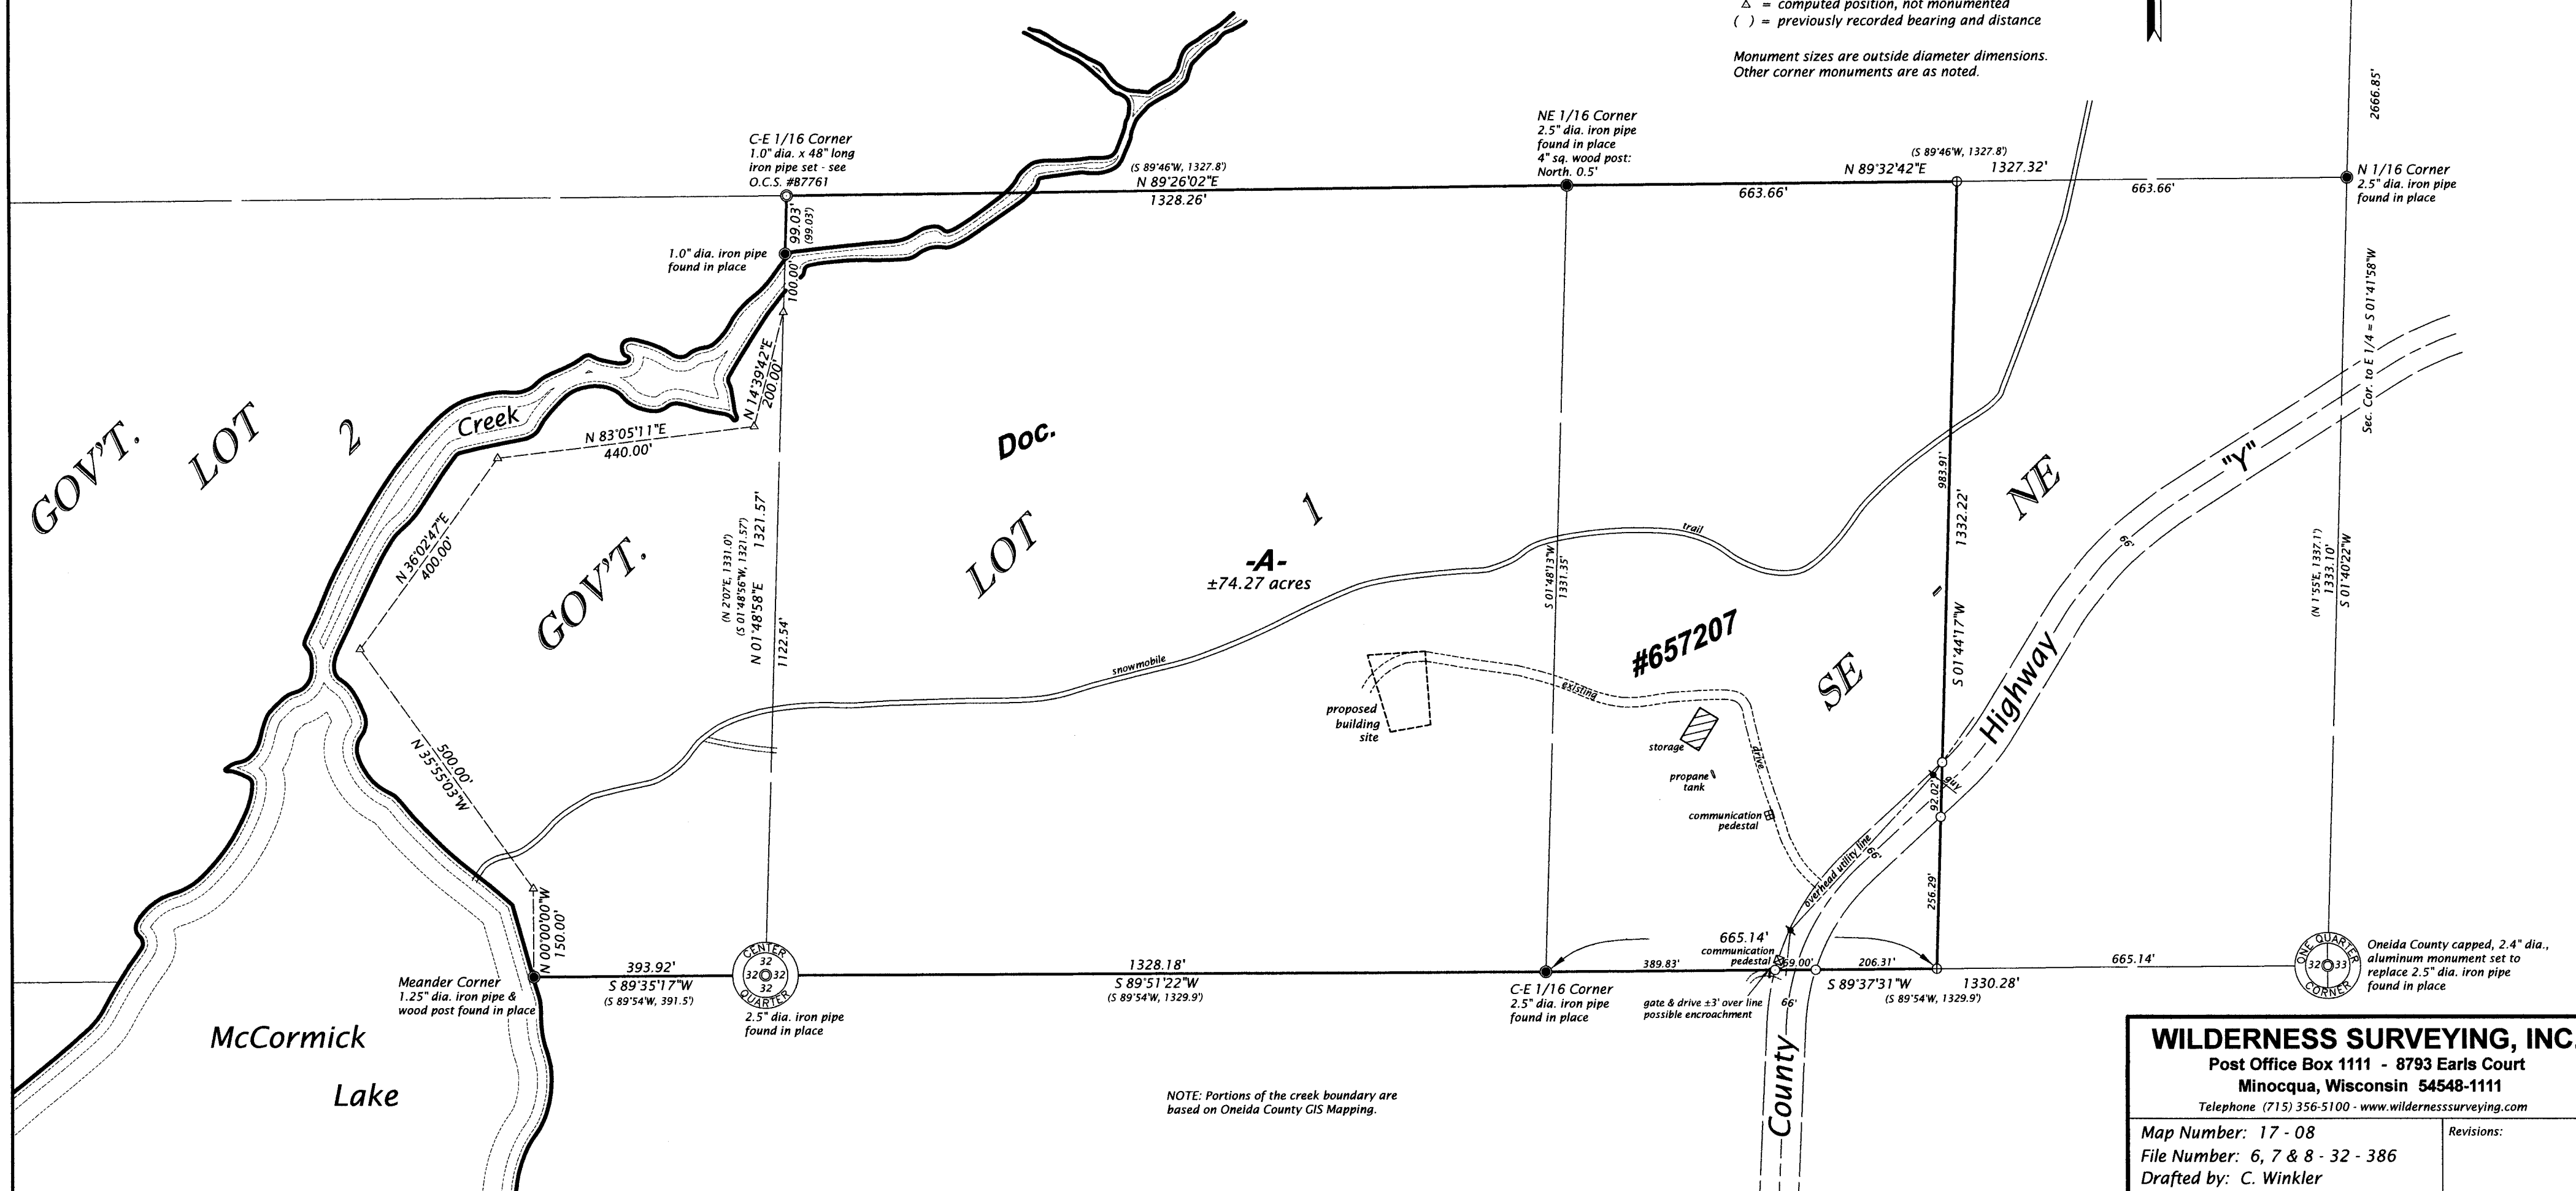 △ = computed position, not monumented
( ) = previously recorded bearing and distance
Monument sizes are outside diameter dimensions.
Other corner monuments are as noted.
2666.85'
C-E 1/16 Corner
1.0" dia. x 48" long
iron pipe set - see
O.C.S. #B7761
(S 89°46'W, 1327.8')
N 89°26'02"E
1328.26'
NE 1/16 Corner
2.5" dia. iron pipe
found in place
4" sq. wood post:
North. 0.5'
(S 89°46'W, 1327.8')
N 89°32'42"E 1327.32'
663.66'
663.66'
N 1/16 Corner
2.5" dia. iron pipe
found in place
99.03'
(99.03')
1.0" dia. iron pipe
found in place
100.00'
N 14°39'42"E
200.00'
Sec. Cor. to E 1/4 = S 01°41'58"W
GOV'T. LOT 2
Creek
N 83°05'11"E
440.00'
N 36°02'47"E
400.00'
GOV'T. LOT 1
Doc.
#657207
-A-
±74.27 acres
(N 2°07'E, 1331.0')
(S 01°48'56"W, 1321.57')
N 01°48'58"E 1321.57'
1122.54'
S 01°48'13"W
1331.35'
trail
snowmobile
983.91'
1332.22'
S 01°44'17"W
SE NE
"Y"
66'
(N 1°55'E, 1337.1')
1333.10'
S 01°40'22"W
existing
drive
proposed
building
site
storage
propane
tank
communication
pedestal
Highway
guy
92.02'
overhead utility line
66'
256.29'
500.00'
N 35°55'03"W
N 00°00'00"W
150.00'
Meander Corner
1.25" dia. iron pipe &
wood post found in place
393.92'
S 89°35'17"W
(S 89°54'W, 391.5')
CENTER
32
32 32
32
QUARTER
2.5" dia. iron pipe
found in place
1328.18'
S 89°51'22"W
(S 89°54'W, 1329.9')
C-E 1/16 Corner
2.5" dia. iron pipe
found in place
665.14'
communication
pedestal
389.83'
69.00'
206.31'
gate & drive ±3' over line
possible encroachment
66'
S 89°37'31"W 1330.28'
(S 89°54'W, 1329.9')
665.14'
ONE QUARTER
32 33
CORNER
Oneida County capped, 2.4" dia.,
aluminum monument set to
replace 2.5" dia. iron pipe
found in place
McCormick
Lake
County
NOTE: Portions of the creek boundary are
based on Oneida County GIS Mapping.
WILDERNESS SURVEYING, INC.
Post Office Box 1111 - 8793 Earls Court
Minocqua, Wisconsin 54548-1111
Telephone (715) 356-5100 - www.wildernesssurveying.com
Map Number: 17 - 08
File Number: 6, 7 & 8 - 32 - 386
Drafted by: C. Winkler
Revisions: